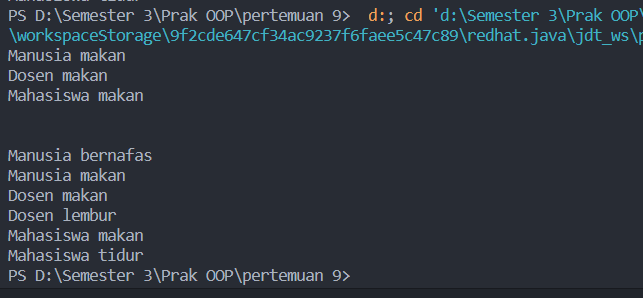 PS D:\Semester 3\Prak OOP\pertemuan 9>  d:; cd 'd:\Semester 3\Prak OOP\
\workspaceStorage\9f2cde647cf34ac9237f6faee5c47c89\redhat.java\jdt_ws\p
Manusia makan
Dosen makan
Mahasiswa makan
Manusia bernafas
Manusia makan
Dosen makan
Dosen lembur
Mahasiswa makan
Mahasiswa tidur
PS D:\Semester 3\Prak OOP\pertemuan 9>